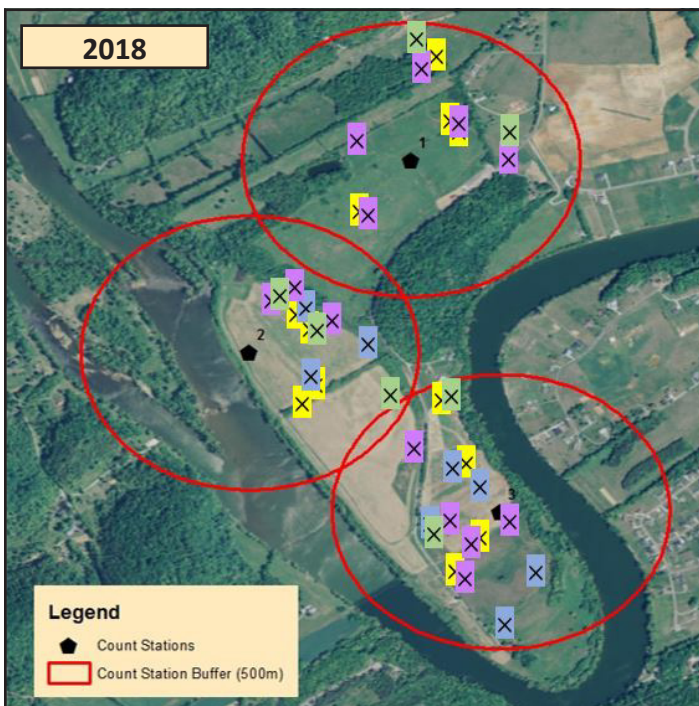 2018
1
2
3
Legend
Count Stations
Count Station Buffer (500m)